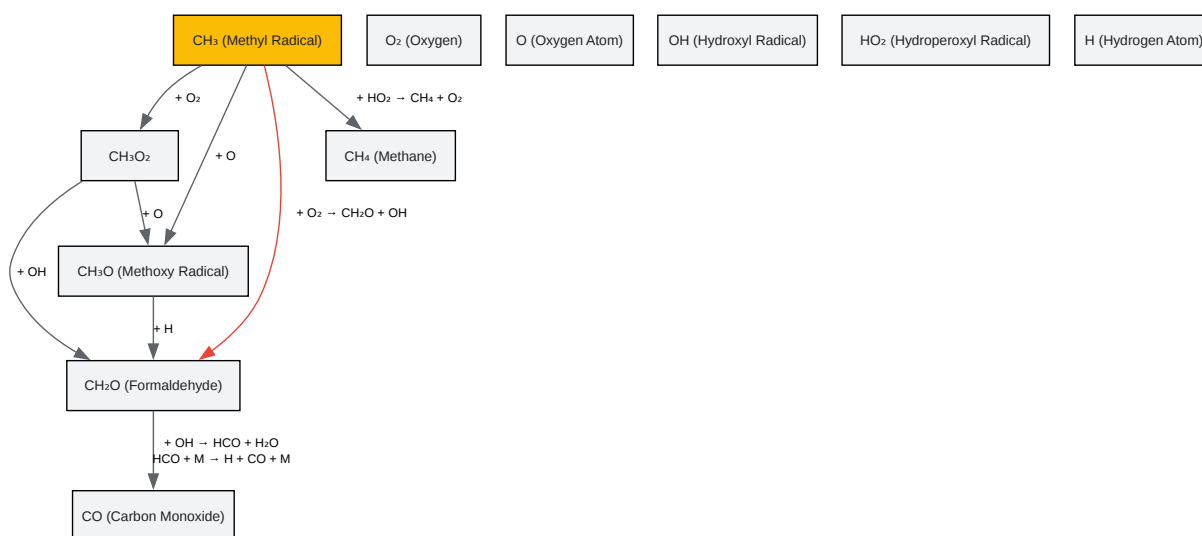 CH₃ (Methyl Radical)
O₂ (Oxygen)
O (Oxygen Atom)
OH (Hydroxyl Radical)
HO₂ (Hydroperoxyl Radical)
H (Hydrogen Atom)
+ O₂
+ HO₂ → CH₄ + O₂
CH₃O₂
+ O
CH₄ (Methane)
+ O
+ O₂ → CH₂O + OH
+ OH
CH₃O (Methoxy Radical)
+ H
CH₂O (Formaldehyde)
+ OH → HCO + H₂O
HCO + M → H + CO + M
CO (Carbon Monoxide)